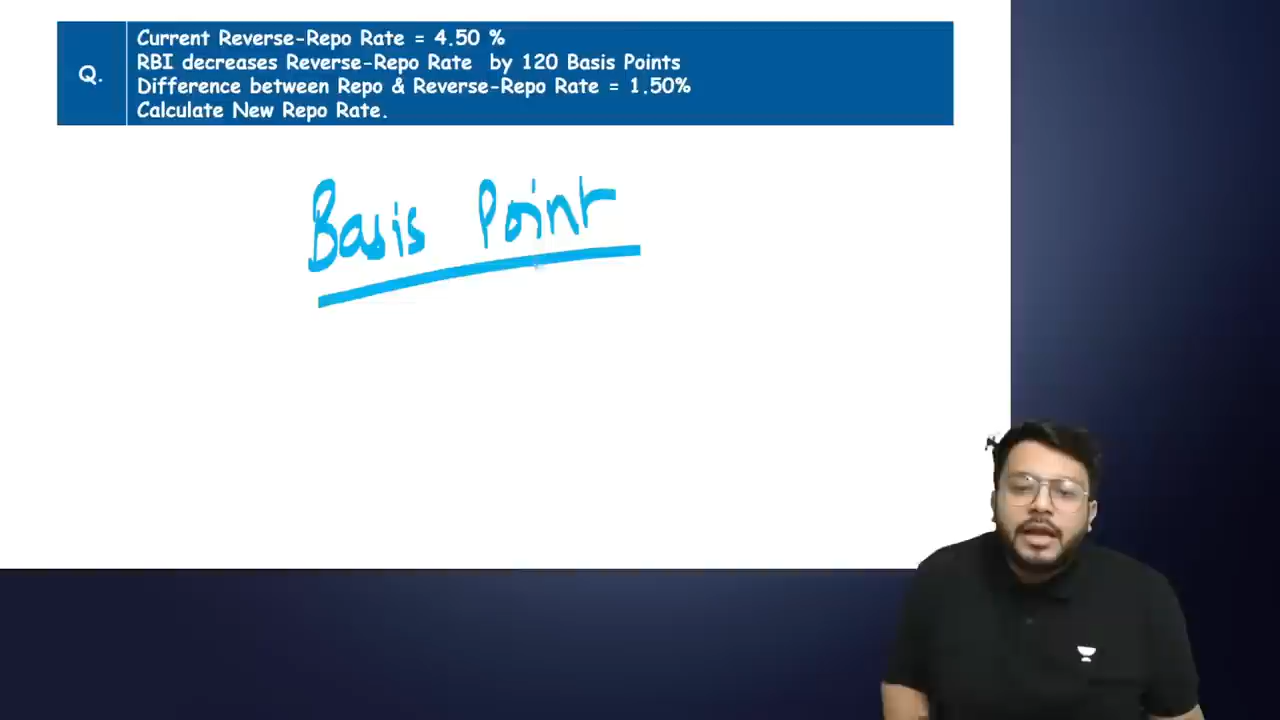 Q.
Current Reverse-Repo Rate = 4.50 %
RBI decreases Reverse-Repo Rate  by 120 Basis Points
Difference between Repo & Reverse-Repo Rate = 1.50%
Calculate New Repo Rate.
Basis Point